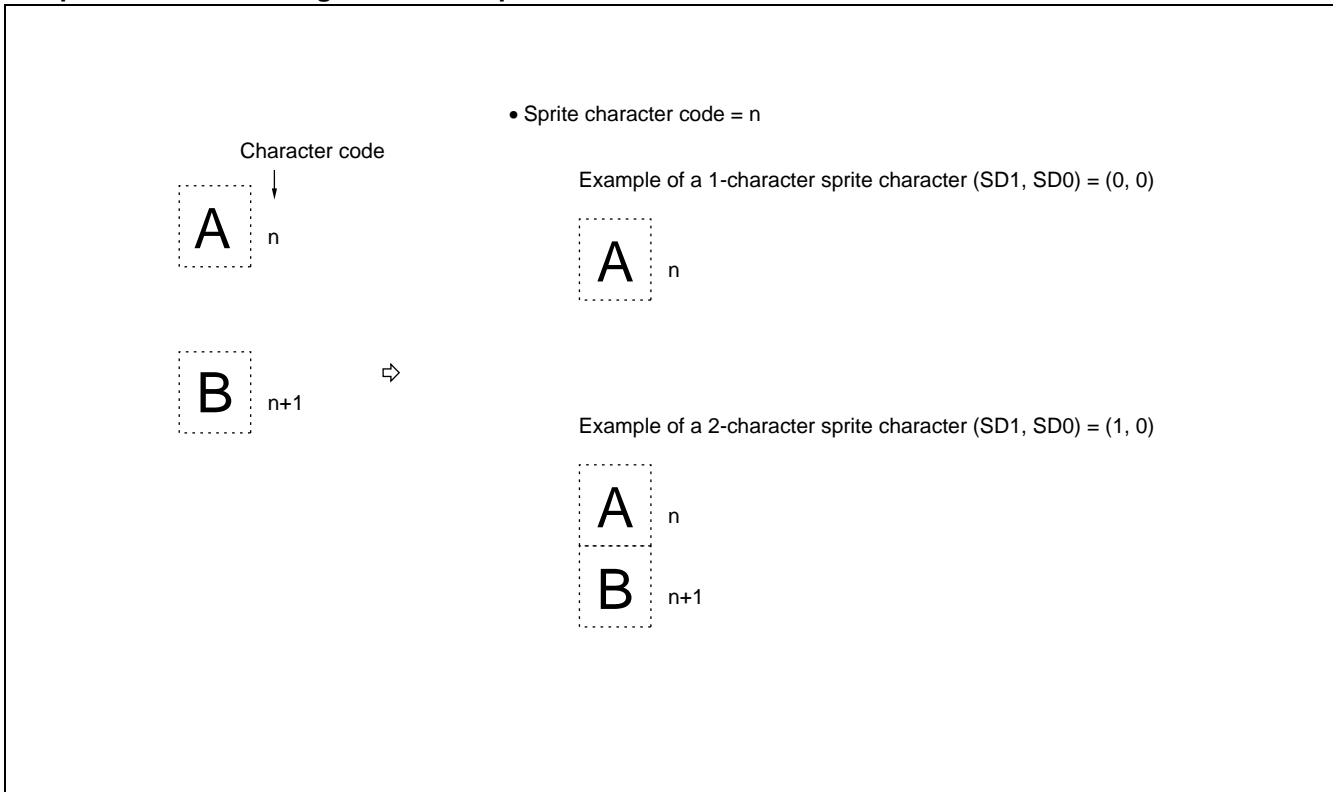 • Sprite character code = n
Character code
Example of a 1-character sprite character (SD1, SD0) = (0, 0)
A n
A n
B n+1
Example of a 2-character sprite character (SD1, SD0) = (1, 0)
A n
B n+1